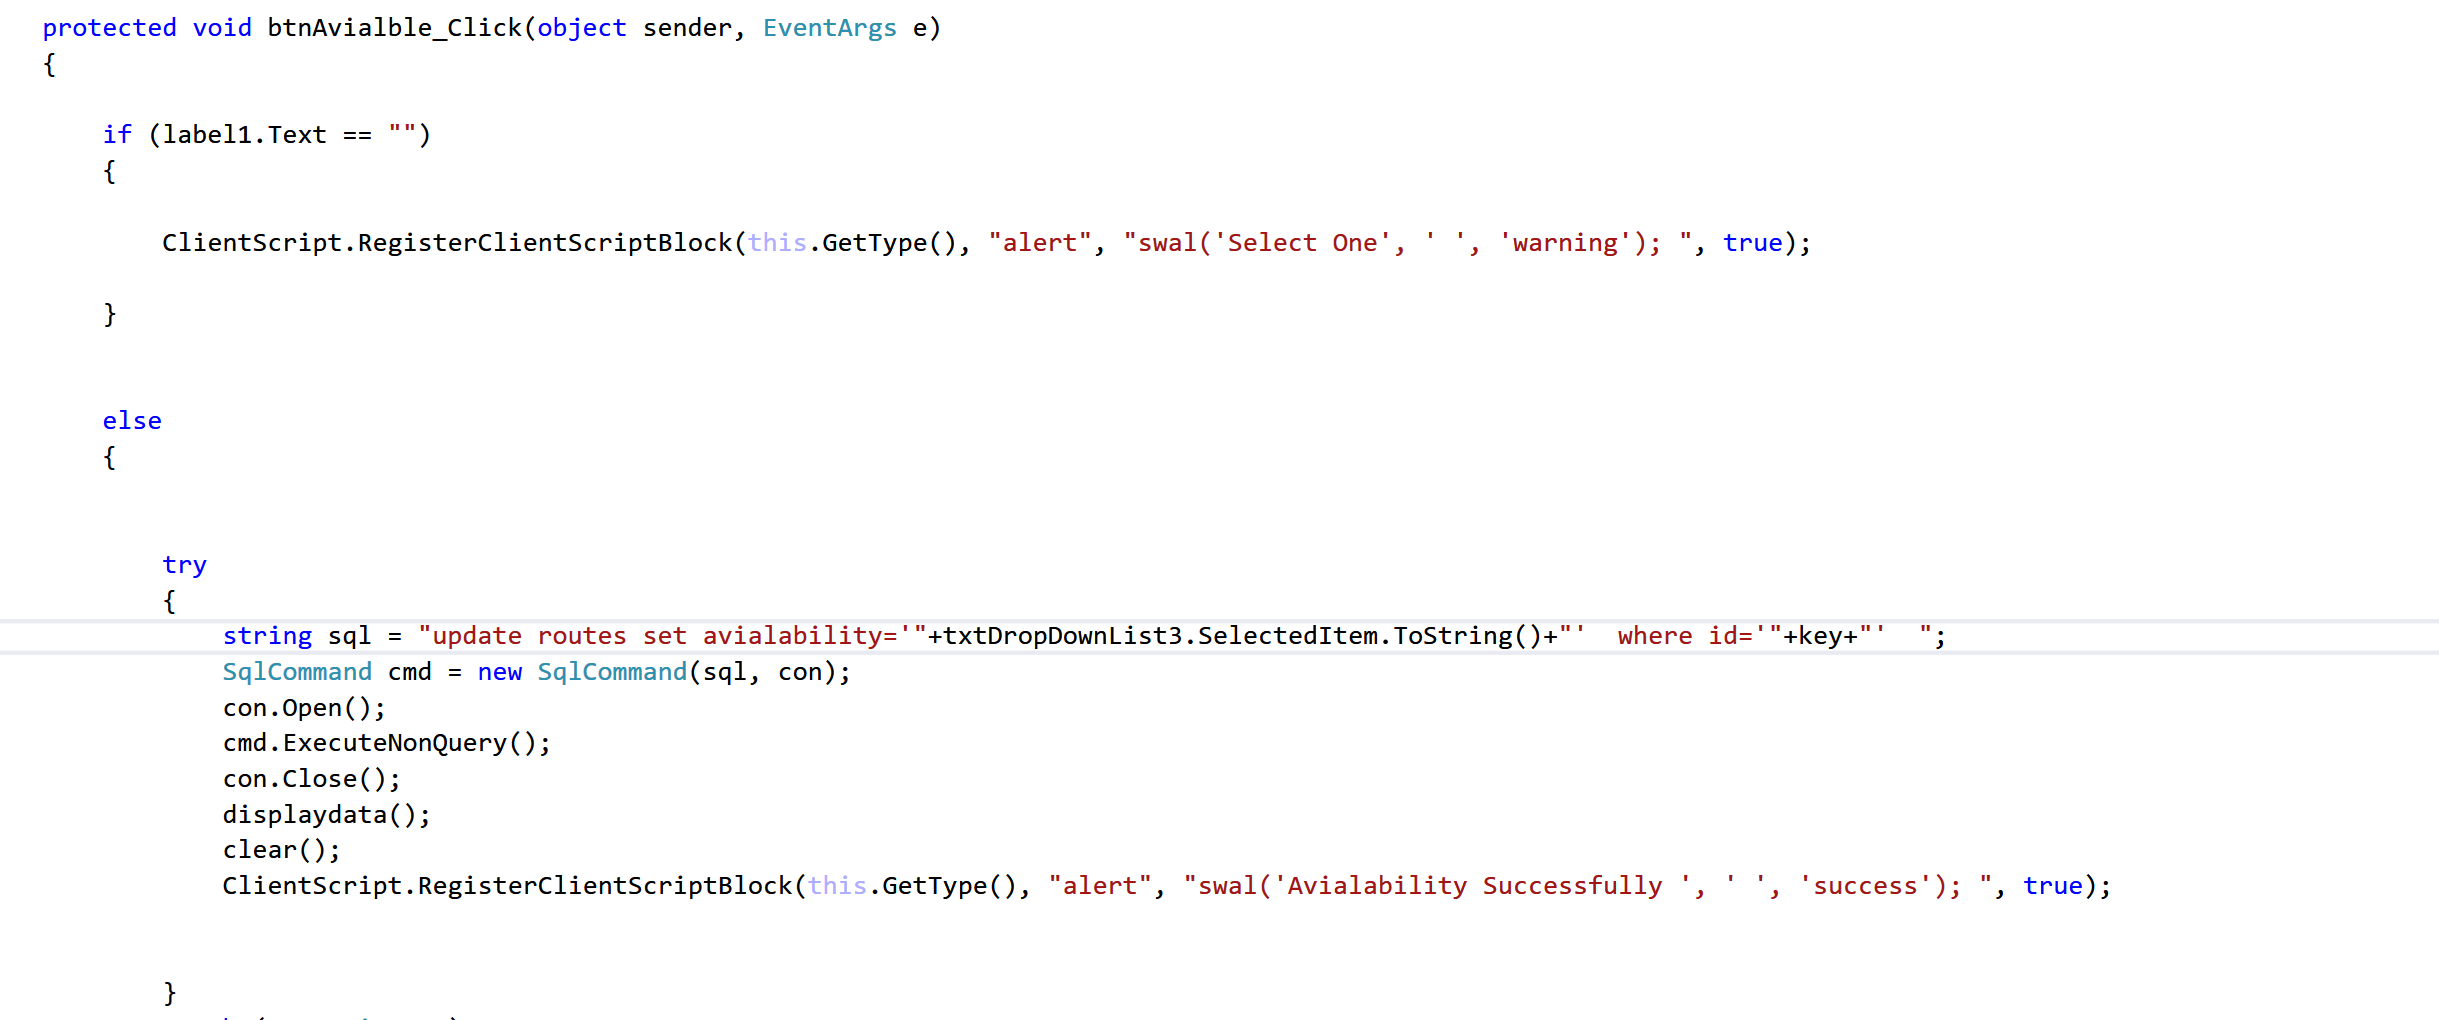 protected void btnAvialble_Click(object sender, EventArgs e)
{
if (label1.Text == "")
{
ClientScript.RegisterClientScriptBlock(this.GetType(), "alert", "swal('Select One', ' ', 'warning'); ", true);
}
else
{
try
{
string sql = "update routes set avialability='"+txtDropDownList3.SelectedItem.ToString()+"'  where id='"+key+"'  ";
SqlCommand cmd = new SqlCommand(sql, con);
con.Open();
cmd.ExecuteNonQuery();
con.Close();
displaydata();
clear();
ClientScript.RegisterClientScriptBlock(this.GetType(), "alert", "swal('Avialability Successfully ', ' ', 'success'); ", true);
}